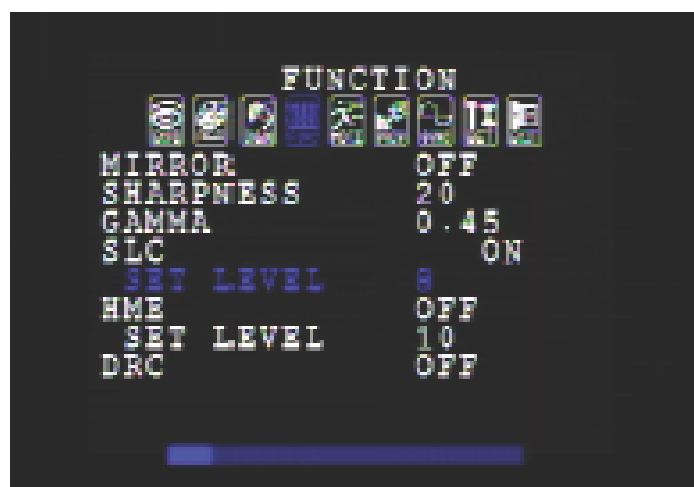 FUNCTION
MIRROR OFF
SHARPNESS 20
GAMMA 0.45
SLC ON
SET LEVEL 8
HME OFF
SET LEVEL 10
DRC OFF